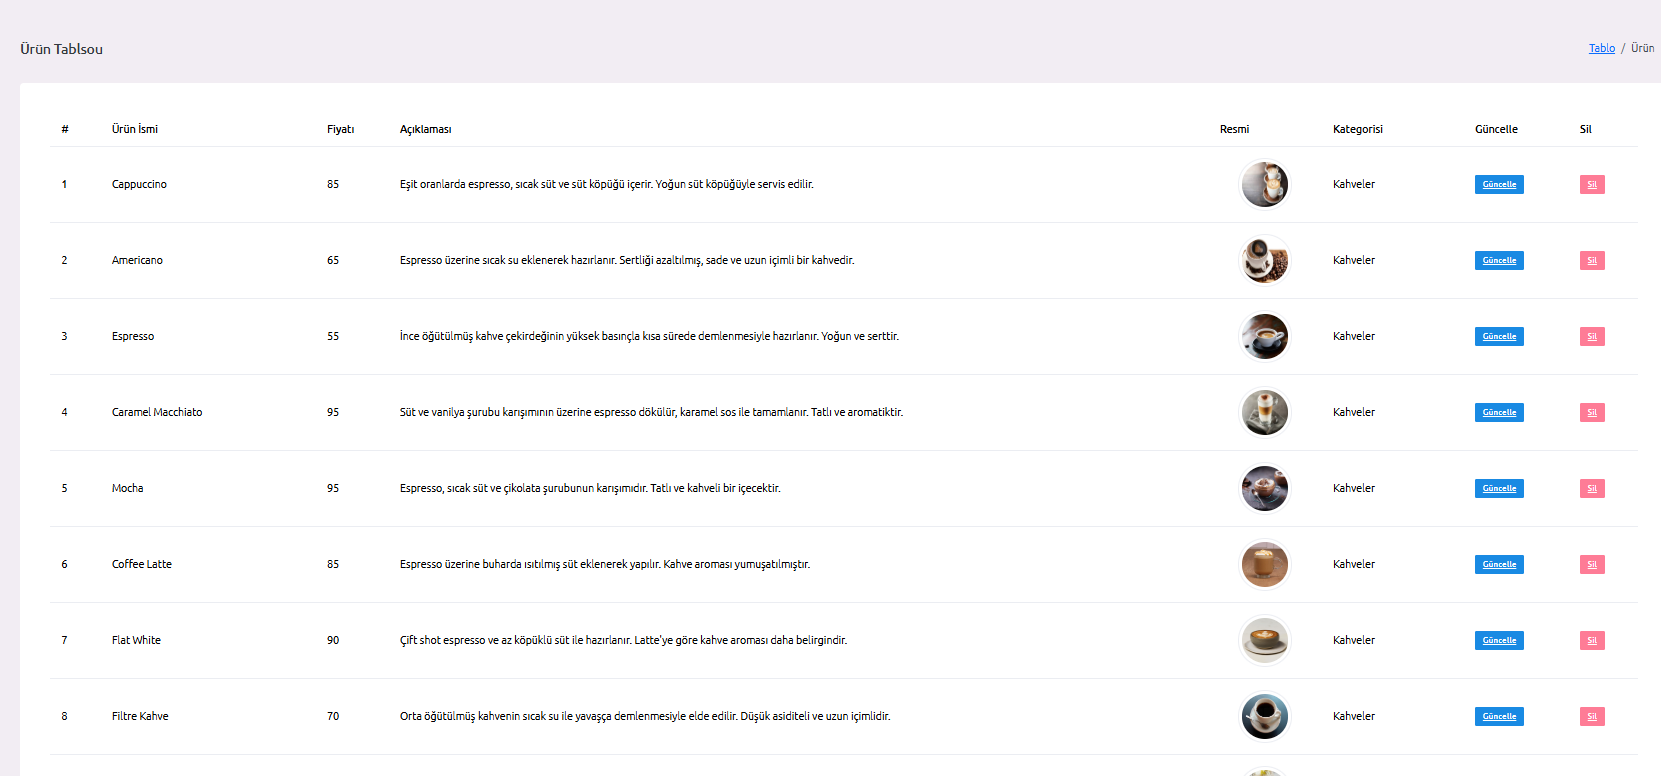 Ürün Tablsou
Tablo / Ürün
# Ürün İsmi Fiyatı Açıklaması Resmi Kategorisi Güncelle Sil
1 Cappuccino 85 Eşit oranlarda espresso, sıcak süt ve süt köpüğü içerir. Yoğun süt köpüğüyle servis edilir. Kahveler Güncelle Sil
2 Americano 65 Espresso üzerine sıcak su eklenerek hazırlanır. Sertliği azaltılmış, sade ve uzun içimli bir kahvedir. Kahveler Güncelle Sil
3 Espresso 55 İnce öğütülmüş kahve çekirdeğinin yüksek basınçla kısa sürede demlenmesiyle hazırlanır. Yoğun ve serttir. Kahveler Güncelle Sil
4 Caramel Macchiato 95 Süt ve vanilya şurubu karışımının üzerine espresso dökülür, karamel sos ile tamamlanır. Tatlı ve aromatiktir. Kahveler Güncelle Sil
5 Mocha 95 Espresso, sıcak süt ve çikolata şurubunun karışımıdır. Tatlı ve kahveli bir içecektir. Kahveler Güncelle Sil
6 Coffee Latte 85 Espresso üzerine buharda ısıtılmış süt eklenerek yapılır. Kahve aroması yumuşatılmıştır. Kahveler Güncelle Sil
7 Flat White 90 Çift shot espresso ve az köpüklü süt ile hazırlanır. Latte'ye göre kahve aroması daha belirgindir. Kahveler Güncelle Sil
8 Filtre Kahve 70 Orta öğütülmüş kahvenin sıcak su ile yavaşça demlenmesiyle elde edilir. Düşük asiditeli ve uzun içimlidir. Kahveler Güncelle Sil